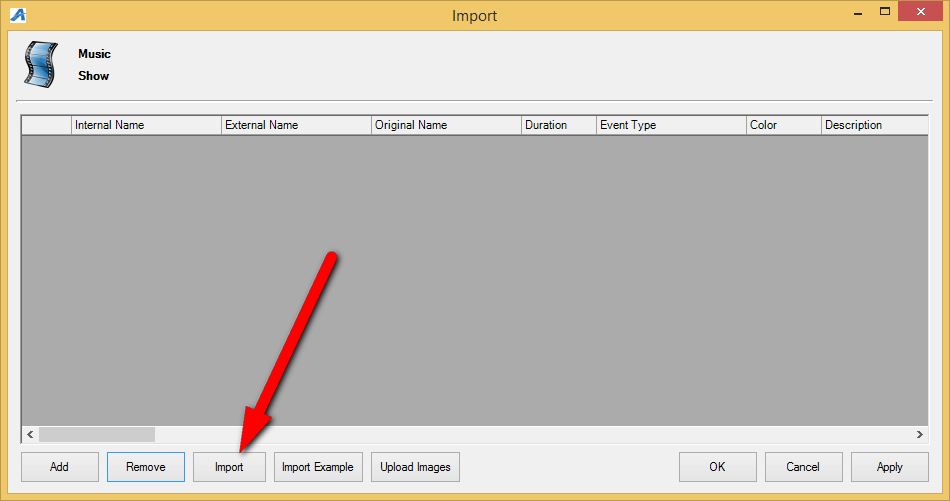 Import
Music
Show
Internal Name External Name Original Name Duration Event Type Color Description
Add Remove Import Import Example Upload Images OK Cancel Apply